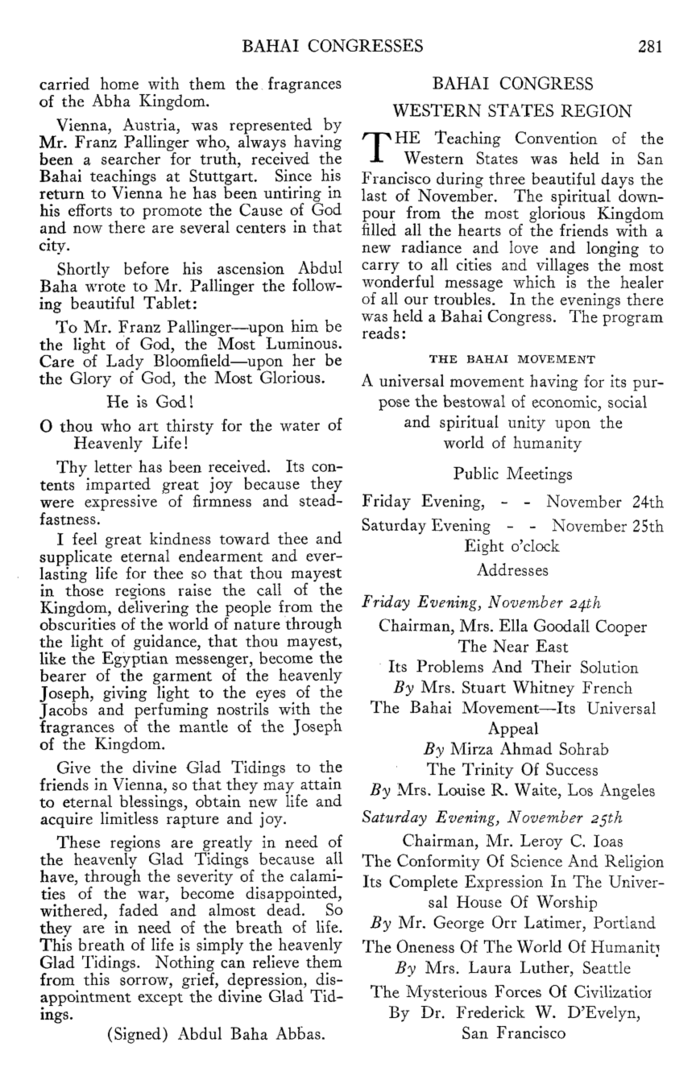 BAHAI CONGRESSES 281
carried home with them the fragrances
of the Abha Kingdom.
Vienna, Austria, was represented by
Mr. Franz Pallinger who, always having
been a searcher for truth, received the
Bahai teachings at Stuttgart. Since his
return to Vienna he has been untiring in
his efforts to promote the Cause of God
and now there are several centers in that
city.
Shortly before his ascension Abdul
Baha wrote to Mr. Pallinger the follow-
ing beautiful Tablet:
To Mr. Franz Pallinger—upon him be
the light of God, the Most Luminous.
Care of Lady Bloomfield—upon her be
the Glory of God, the Most Glorious.
He is God!
O thou who art thirsty for the water of
Heavenly Life!
Thy letter has been received. Its con-
tents imparted great joy because they
were expressive of firmness and stead-
fastness.
I feel great kindness toward thee and
supplicate eternal endearment and ever-
lasting life for thee so that thou mayest
in those regions raise the call of the
Kingdom, delivering the people from the
obscurities of the world of nature through
the light of guidance, that thou mayest,
like the Egyptian messenger, become the
bearer of the garment of the heavenly
Joseph, giving light to the eyes of the
Jacobs and perfuming nostrils with the
fragrances of the mantle of the Joseph
of the Kingdom.
Give the divine Glad Tidings to the
friends in Vienna, so that they may attain
to eternal blessings, obtain new life and
acquire limitless rapture and joy.
These regions are greatly in need of
the heavenly Glad Tidings because all
have, through the severity of the calami-
ties of the war, become disappointed,
withered, faded and almost dead. So
they are in need of the breath of life.
This breath of life is simply the heavenly
Glad Tidings. Nothing can relieve them
from this sorrow, grief, depression, dis-
appointment except the divine Glad Tid-
ings.
(Signed) Abdul Baha Abbas.
BAHAI CONGRESS
WESTERN STATES REGION
THE Teaching Convention of the
Western States was held in San
Francisco during three beautiful days the
last of November. The spiritual down-
pour from the most glorious Kingdom
filled all the hearts of the friends with a
new radiance and love and longing to
carry to all cities and villages the most
wonderful message which is the healer
of all our troubles. In the evenings there
was held a Bahai Congress. The program
reads:
THE BAHAI MOVEMENT
A universal movement having for its pur-
pose the bestowal of economic, social
and spiritual unity upon the
world of humanity
Public Meetings
Friday Evening, - - November 24th
Saturday Evening - - November 25th
Eight o'clock
Addresses
Friday Evening, November 24th
Chairman, Mrs. Ella Goodall Cooper
The Near East
Its Problems And Their Solution
By Mrs. Stuart Whitney French
The Bahai Movement—Its Universal
Appeal
By Mirza Ahmad Sohrab
The Trinity Of Success
By Mrs. Louise R. Waite, Los Angeles
Saturday Evening, November 25th
Chairman, Mr. Leroy C. Ioas
The Conformity Of Science And Religion
Its Complete Expression In The Univer-
sal House Of Worship
By Mr. George Orr Latimer, Portland
The Oneness Of The World Of Humanity
By Mrs. Laura Luther, Seattle
The Mysterious Forces Of Civilization
By Dr. Frederick W. D'Evelyn,
San Francisco